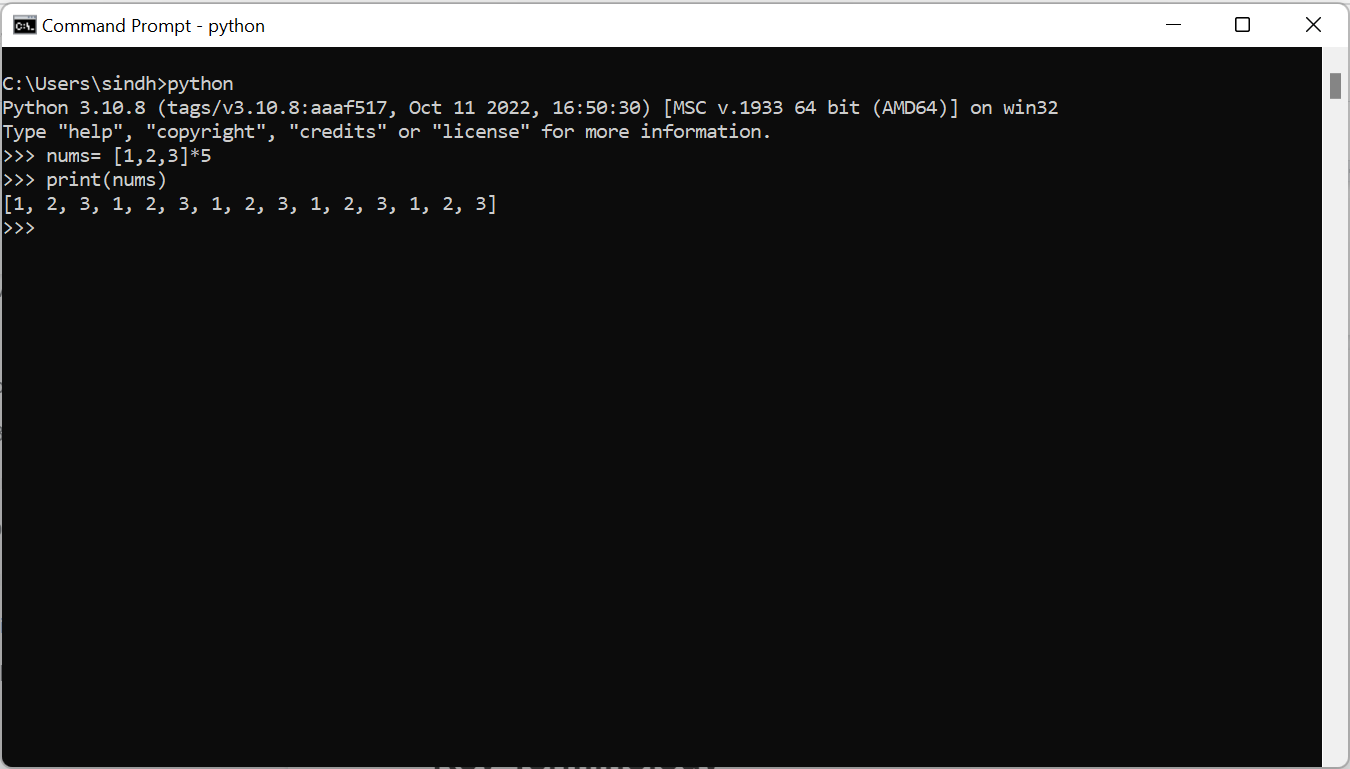 Command Prompt - python
C:\Users\sindh>python
Python 3.10.8 (tags/v3.10.8:aaaf517, Oct 11 2022, 16:50:30) [MSC v.1933 64 bit (AMD64)] on win32
Type "help", "copyright", "credits" or "license" for more information.
>>> nums= [1,2,3]*5
>>> print(nums)
[1, 2, 3, 1, 2, 3, 1, 2, 3, 1, 2, 3, 1, 2, 3]
>>>